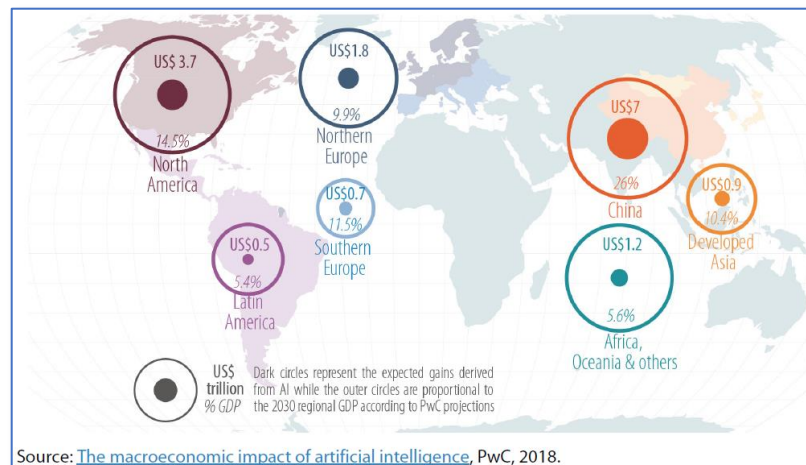 US$ 3.7
14.5%
North
America
US$1.8
9.9%
Northern
Europe
US$0.7
11.5%
Southern
Europe
US$0.5
5.4%
Latin
America
US$7
26%
China
US$0.9
10.4%
Developed
Asia
US$1.2
5.6%
Africa,
Oceania & others
US$
trillion
% GDP
Dark circles represent the expected gains derived
from AI while the outer circles are proportional to
the 2030 regional GDP according to PwC projections
Source: The macroeconomic impact of artificial intelligence, PwC, 2018.